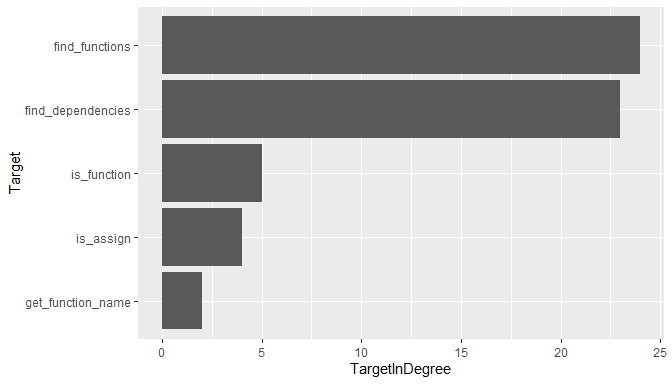 find_functions
find_dependencies
is_function
is_assign
get_function_name
Target
0 5 10 15 20 25
TargetInDegree